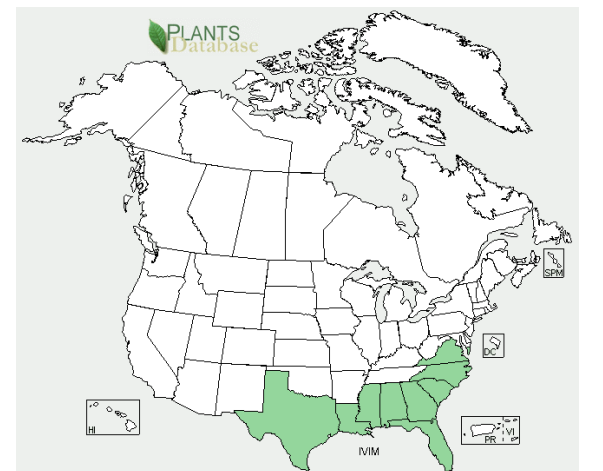 PLANTS
Database
SPM
DC
HI
PR VI
IVIM